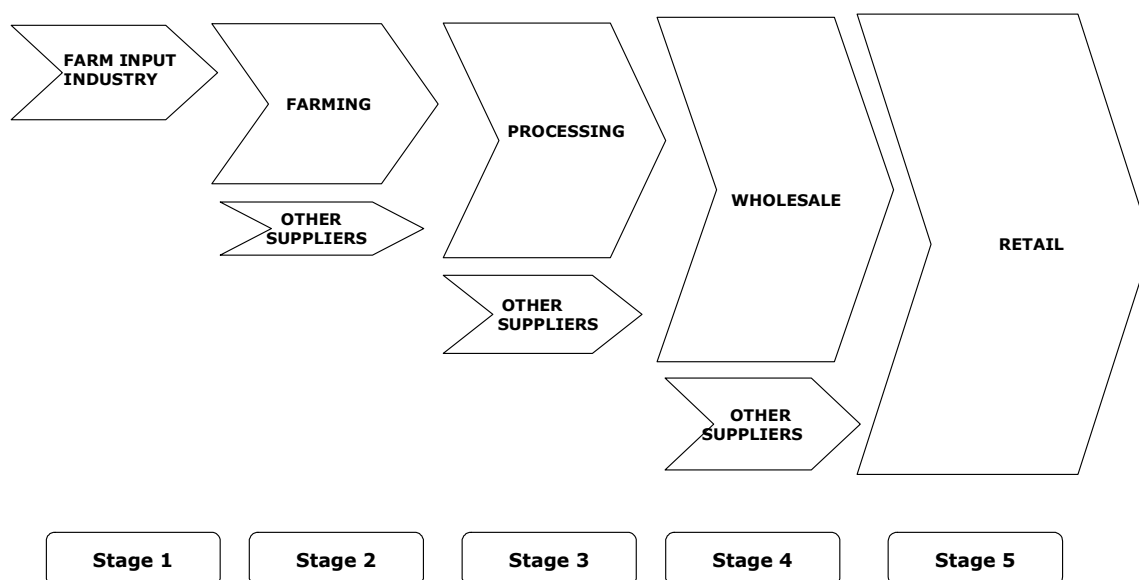 FARM INPUT
INDUSTRY
FARMING
PROCESSING
WHOLESALE
RETAIL
OTHER
SUPPLIERS
OTHER
SUPPLIERS
OTHER
SUPPLIERS
Stage 1
Stage 2
Stage 3
Stage 4
Stage 5